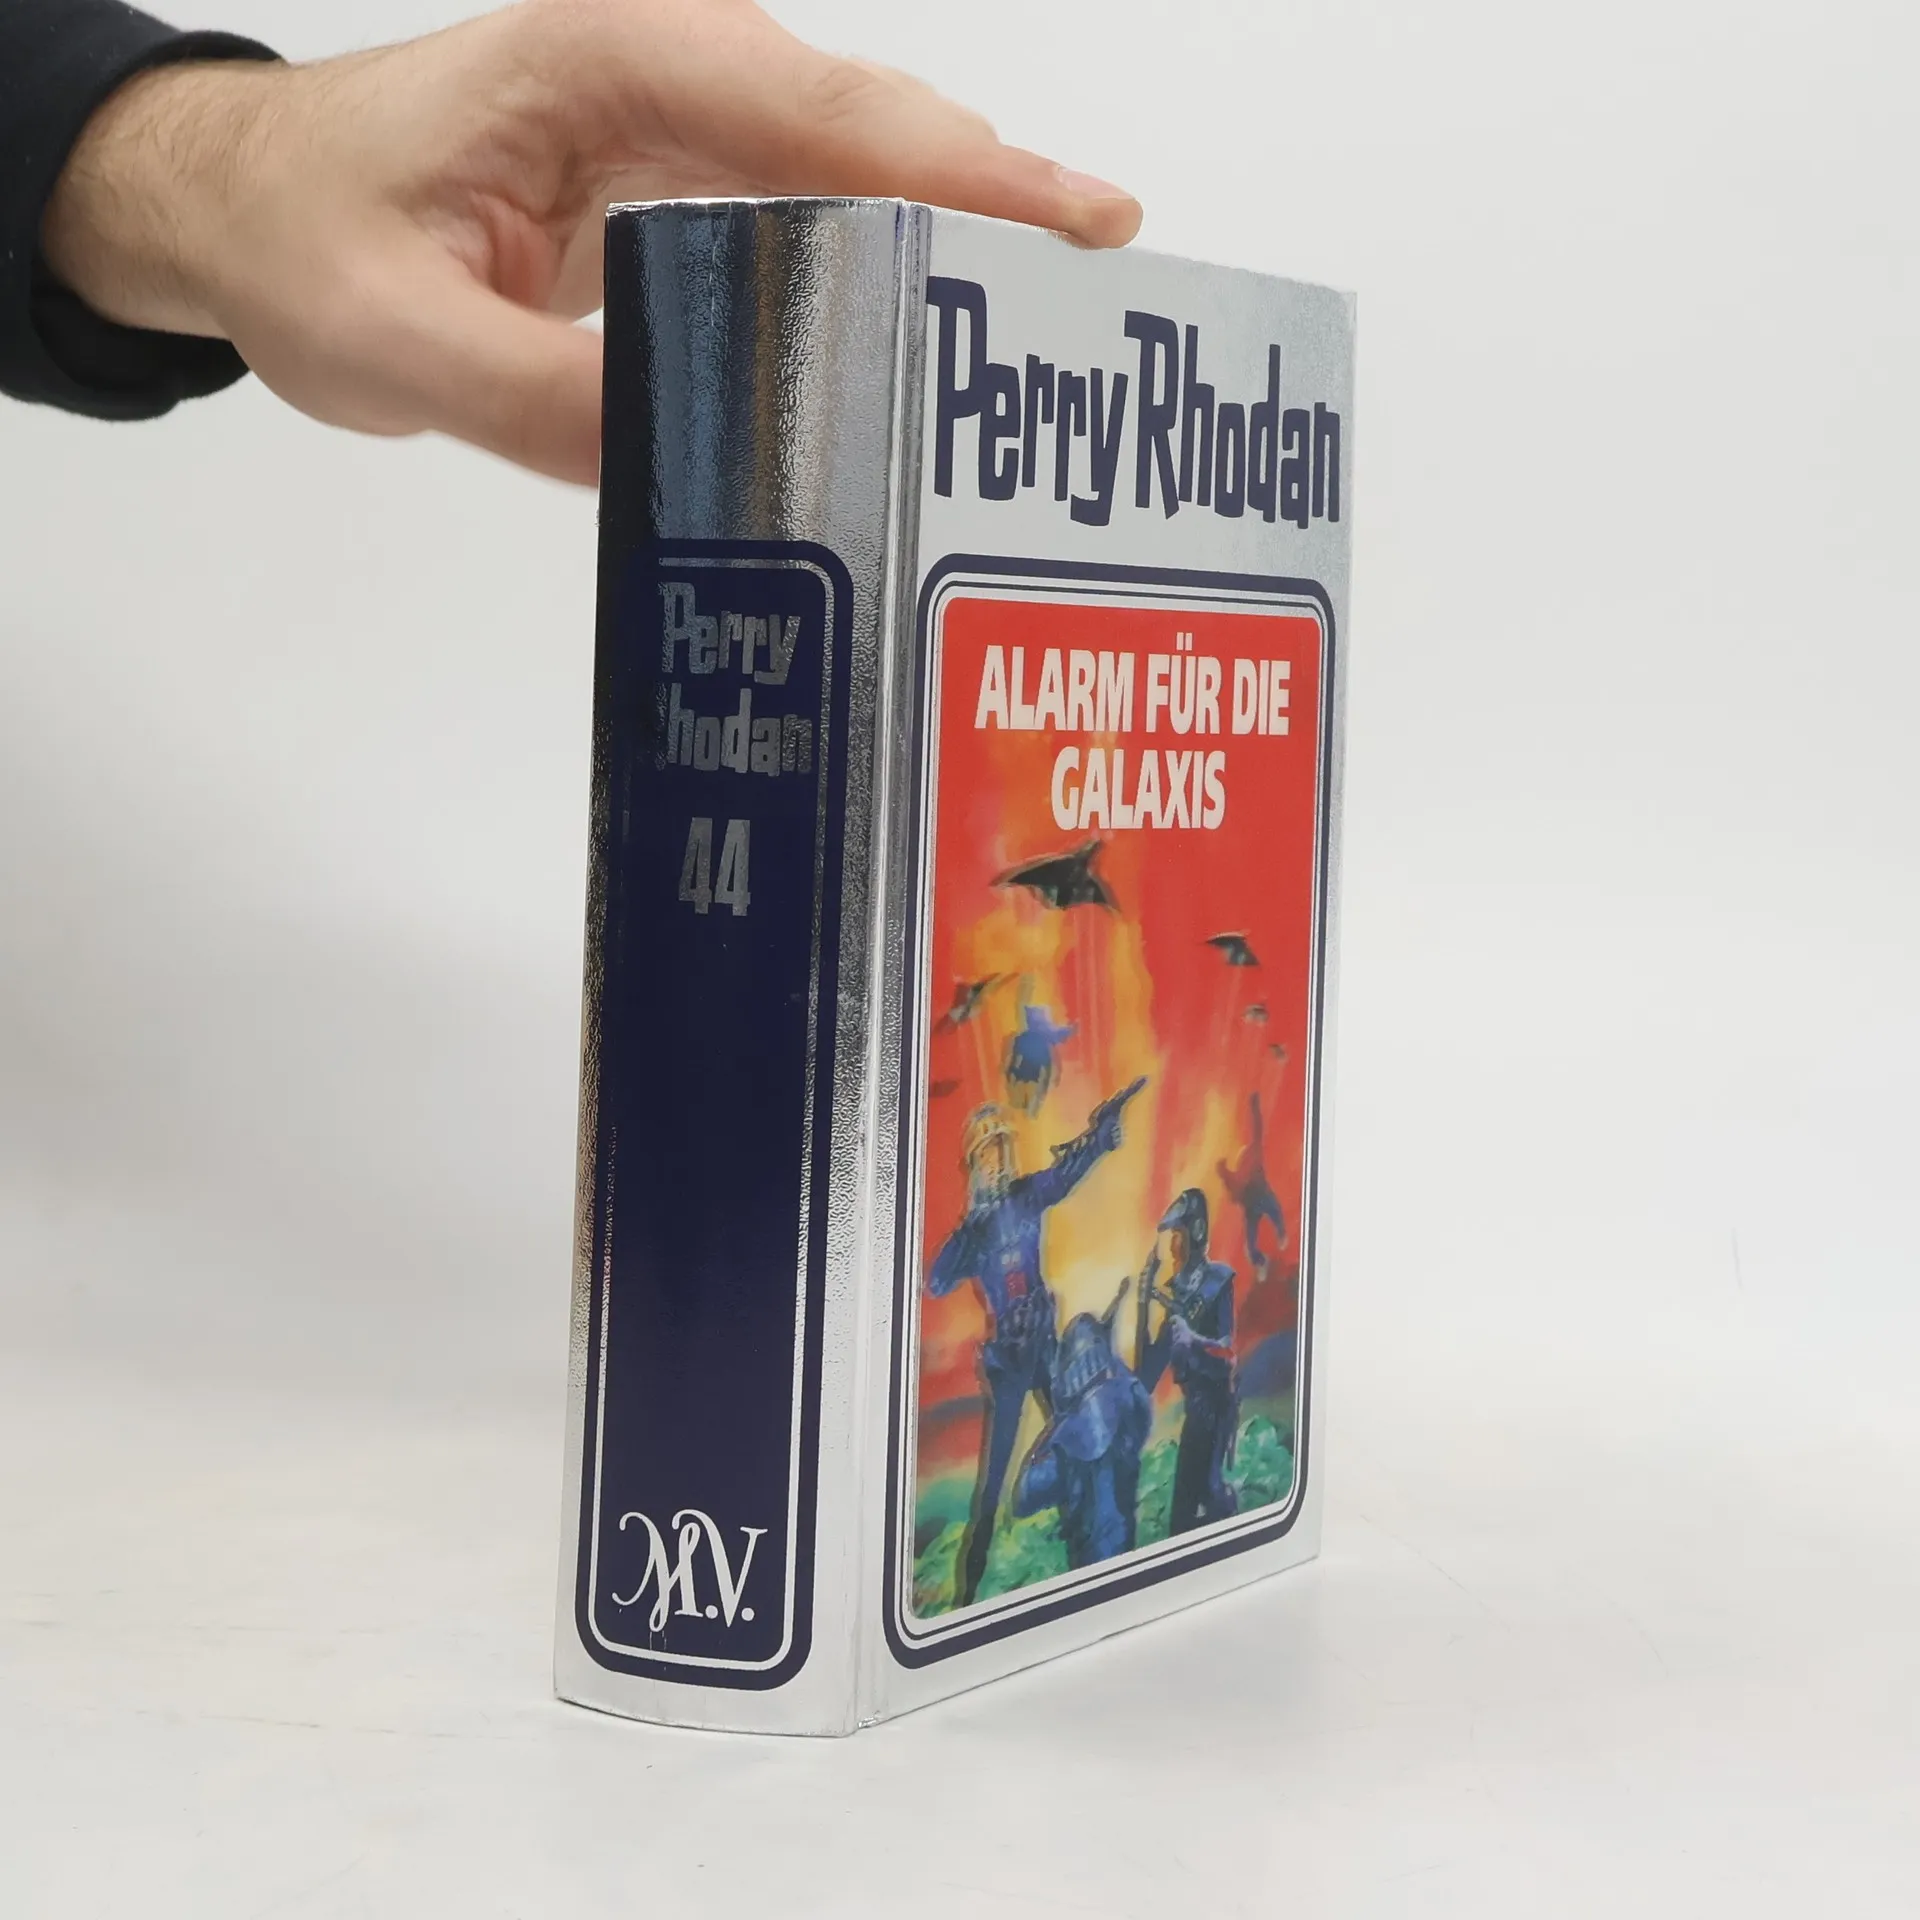 Perry
Rhodan
44
M.V.
Perry Rhodan
ALARM FÜR DIE
GALAXIS